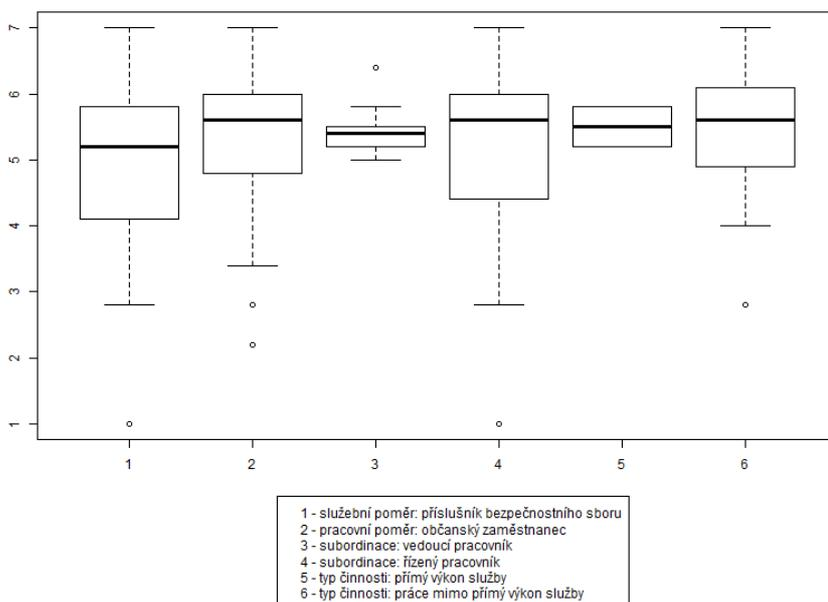 7
6
5
4
3
2
1
1 2 3 4 5 6
1 - služební poměr: příslušník bezpečnostního sboru
2 - pracovní poměr: občanský zaměstnanec
3 - subordinace: vedoucí pracovník
4 - subordinace: řízený pracovník
5 - typ činnosti: přímý výkon služby
6 - typ činnosti: práce mimo přímý výkon služby